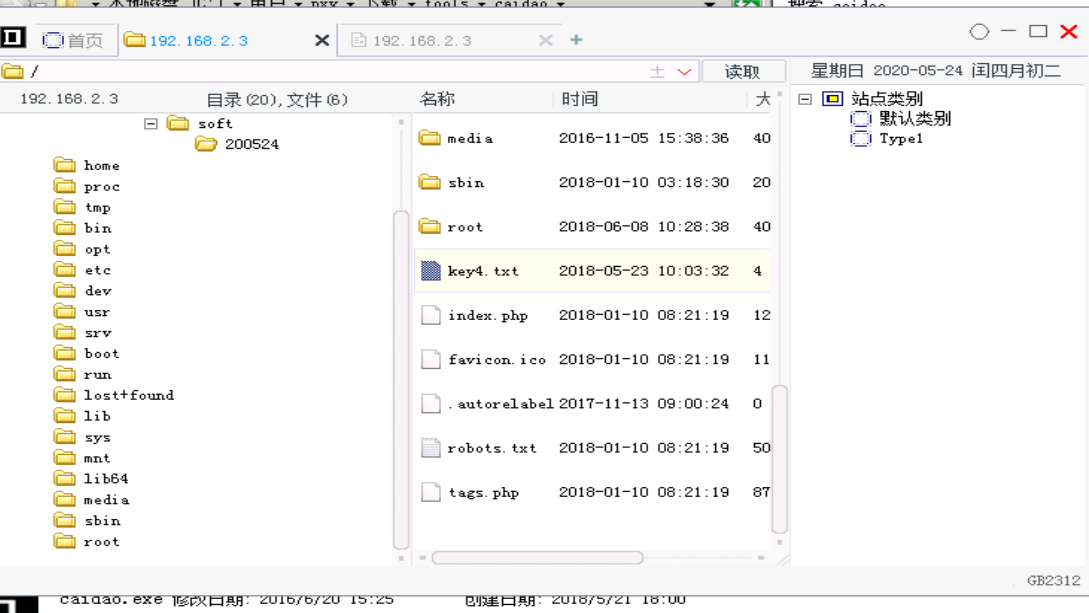 首页
192.168.2.3
192.168.2.3
/
读取
星期日 2020-05-24 闰四月初二
192.168.2.3
目录(20),文件(6)
名称 时间 大
soft
200524
home
proc
tmp
bin
opt
etc
dev
usr
srv
boot
run
lost+found
lib
sys
mnt
lib64
media
sbin
root
media 2016-11-05 15:38:36 40
sbin 2018-01-10 03:18:30 20
root 2018-06-08 10:28:38 40
key4.txt 2018-05-23 10:03:32 4
index.php 2018-01-10 08:21:19 12
favicon.ico 2018-01-10 08:21:19 11
.autorelabel 2017-11-13 09:00:24 0
robots.txt 2018-01-10 08:21:19 50
tags.php 2018-01-10 08:21:19 87
站点类别
默认类别
Type1
GB2312
caidao.exe 修改日期: 2016/6/20 15:25 创建日期: 2018/5/21 18:00